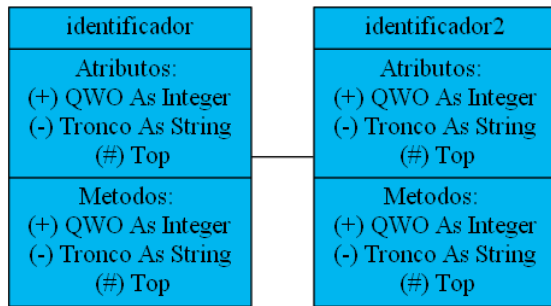 identificador
Atributos:
(+) QWO As Integer
(-) Tronco As String
(#) Top
Metodos:
(+) QWO As Integer
(-) Tronco As String
(#) Top
identificador2
Atributos:
(+) QWO As Integer
(-) Tronco As String
(#) Top
Metodos:
(+) QWO As Integer
(-) Tronco As String
(#) Top